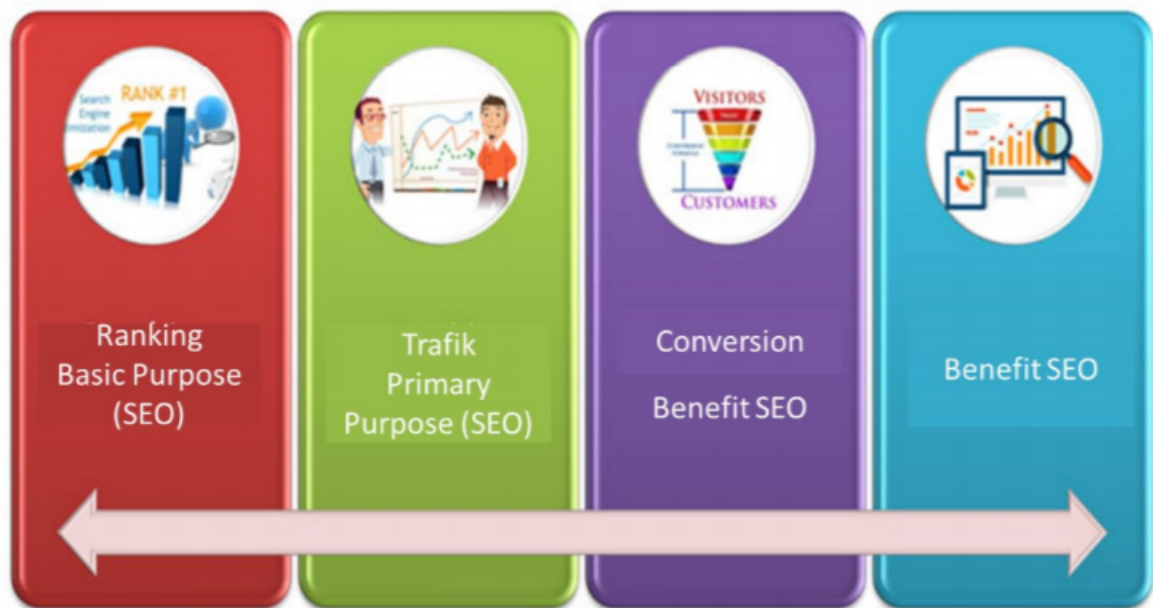 RANK #1
Search
Engine
VISITORS
CUSTOMERS
Ranking
Basic Purpose
(SEO)
Trafik
Primary
Purpose (SEO)
Conversion
Benefit SEO
Benefit SEO